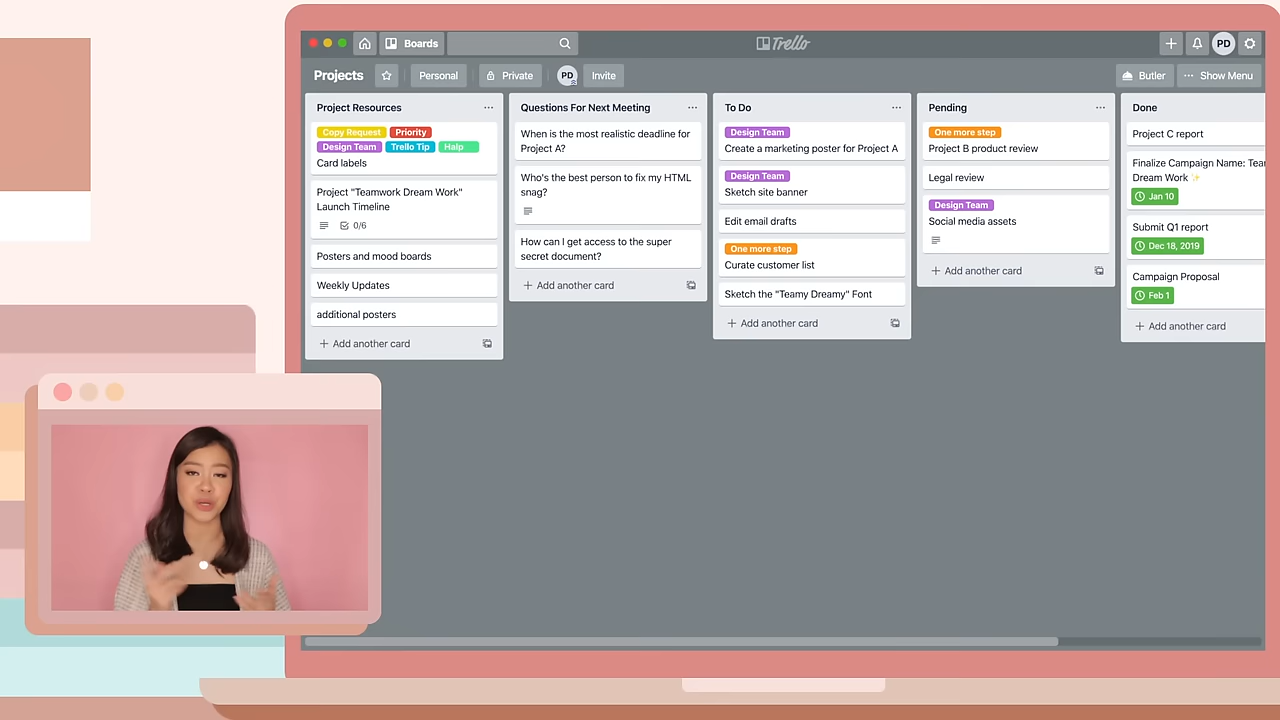 Boards
Trello
PD
Projects
Personal
Private
PD
Invite
Butler
Show Menu
Project Resources
Copy Request
Priority
Design Team
Trello Tip
Halp
Card labels
Project "Teamwork Dream Work"
Launch Timeline
0/6
Posters and mood boards
Weekly Updates
additional posters
+ Add another card
Questions For Next Meeting
When is the most realistic deadline for
Project A?
Who's the best person to fix my HTML
snag?
How can I get access to the super
secret document?
+ Add another card
To Do
Design Team
Create a marketing poster for Project A
Design Team
Sketch site banner
Edit email drafts
One more step
Curate customer list
Sketch the "Teamy Dreamy" Font
+ Add another card
Pending
One more step
Project B product review
Legal review
Design Team
Social media assets
+ Add another card
Done
Project C report
Finalize Campaign Name: Tea
Dream Work ✨
Jan 10
Submit Q1 report
Dec 18, 2019
Campaign Proposal
Feb 1
+ Add another card